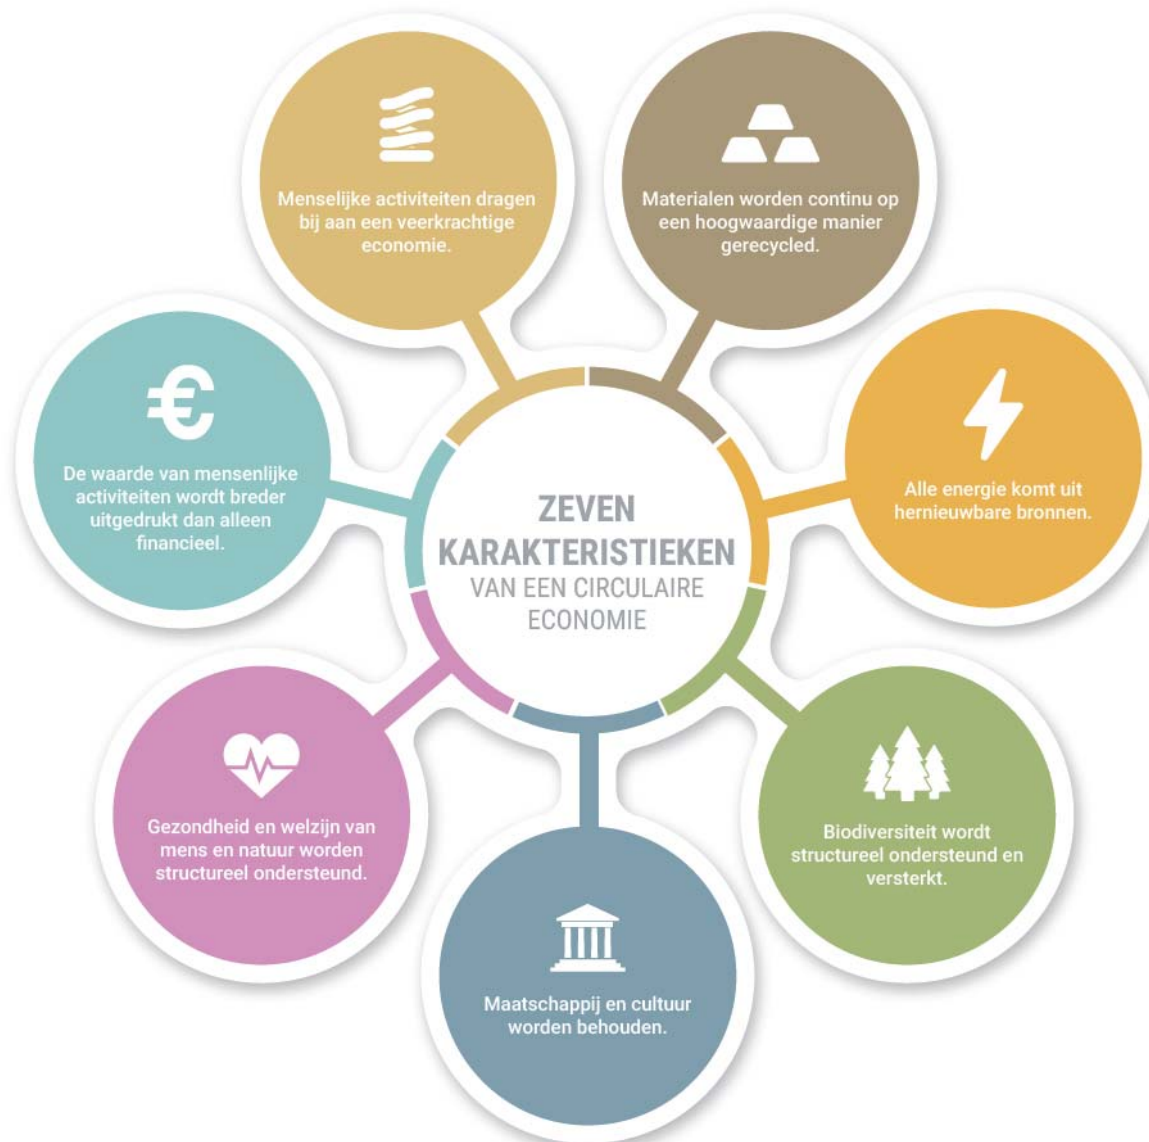 Menselijke activiteiten dragen
bij aan een veerkrachtige
economie.
Materialen worden continu op
een hoogwaardige manier
gerecycled.
De waarde van mensenlijke
activiteiten wordt breder
uitgedrukt dan alleen
financieel.
Alle energie komt uit
hernieuwbare bronnen.
ZEVEN
KARAKTERISTIEKEN
VAN EEN CIRCULAIRE
ECONOMIE
Gezondheid en welzijn van
mens en natuur worden
structureel ondersteund.
Biodiversiteit wordt
structureel ondersteund en
versterkt.
Maatschappij en cultuur
worden behouden.